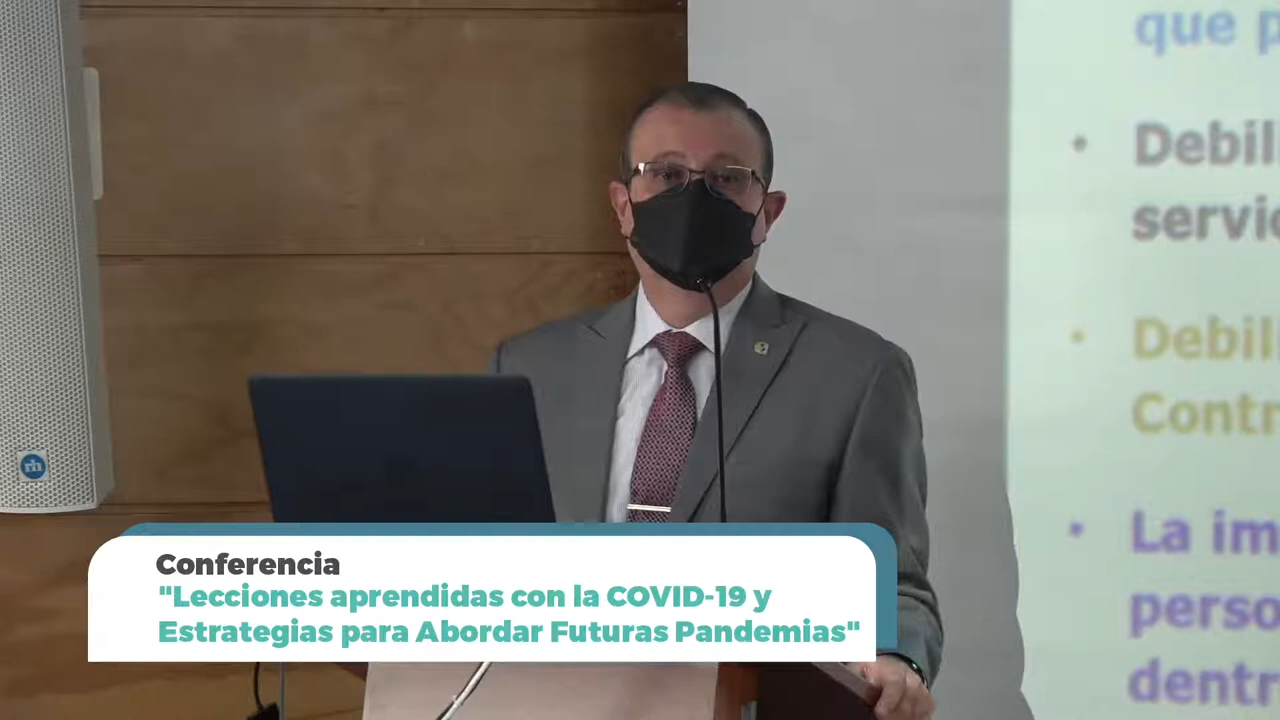 que p
• Debil
servic
• Debil
Contr
• La im
perso
dentr
rh
Conferencia
"Lecciones aprendidas con la COVID-19 y
Estrategias para Abordar Futuras Pandemias"